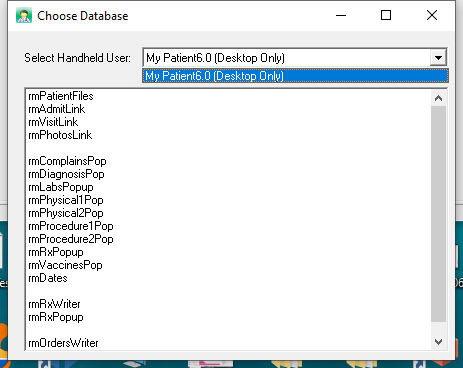 Choose Database
Select Handheld User: My Patient6.0 (Desktop Only)
My Patient6.0 (Desktop Only)
rmPatientFiles
rmAdmitLink
rmVisitLink
rmPhotosLink
rmComplainsPop
rmDiagnosisPop
rmLabsPopup
rmPhysical1Pop
rmPhysical2Pop
rmProcedure1Pop
rmProcedure2Pop
rmRxPopup
rmVaccinesPop
rmDates
rmRxWriter
rmRxPopup
rmOrdersWriter